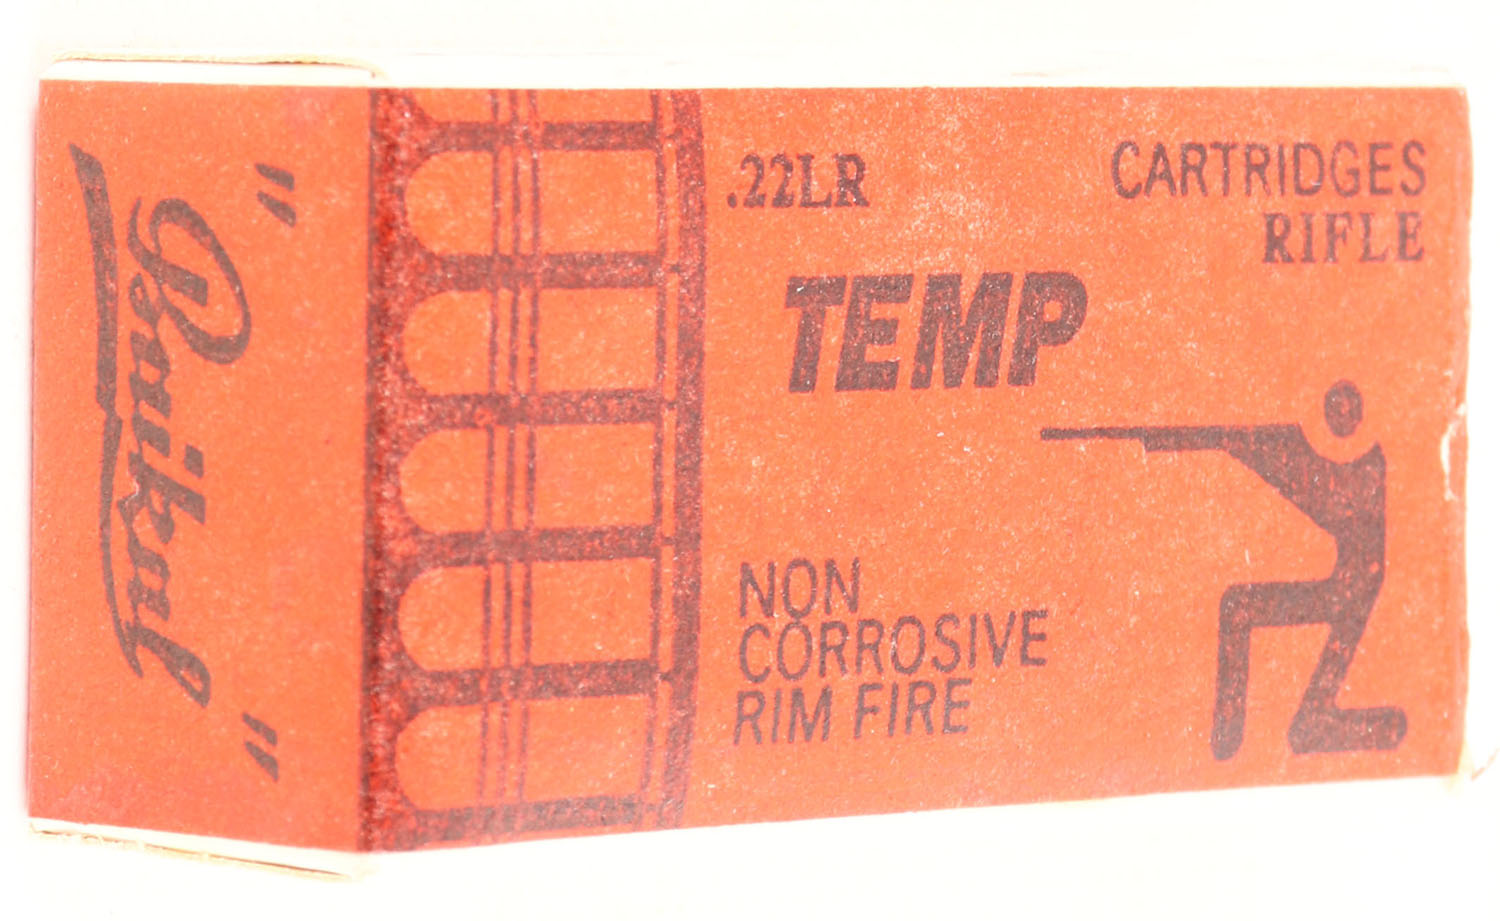 "Baikal"
.22LR
CARTRIDGES
RIFLE
TEMP
NON
CORROSIVE
RIM FIRE